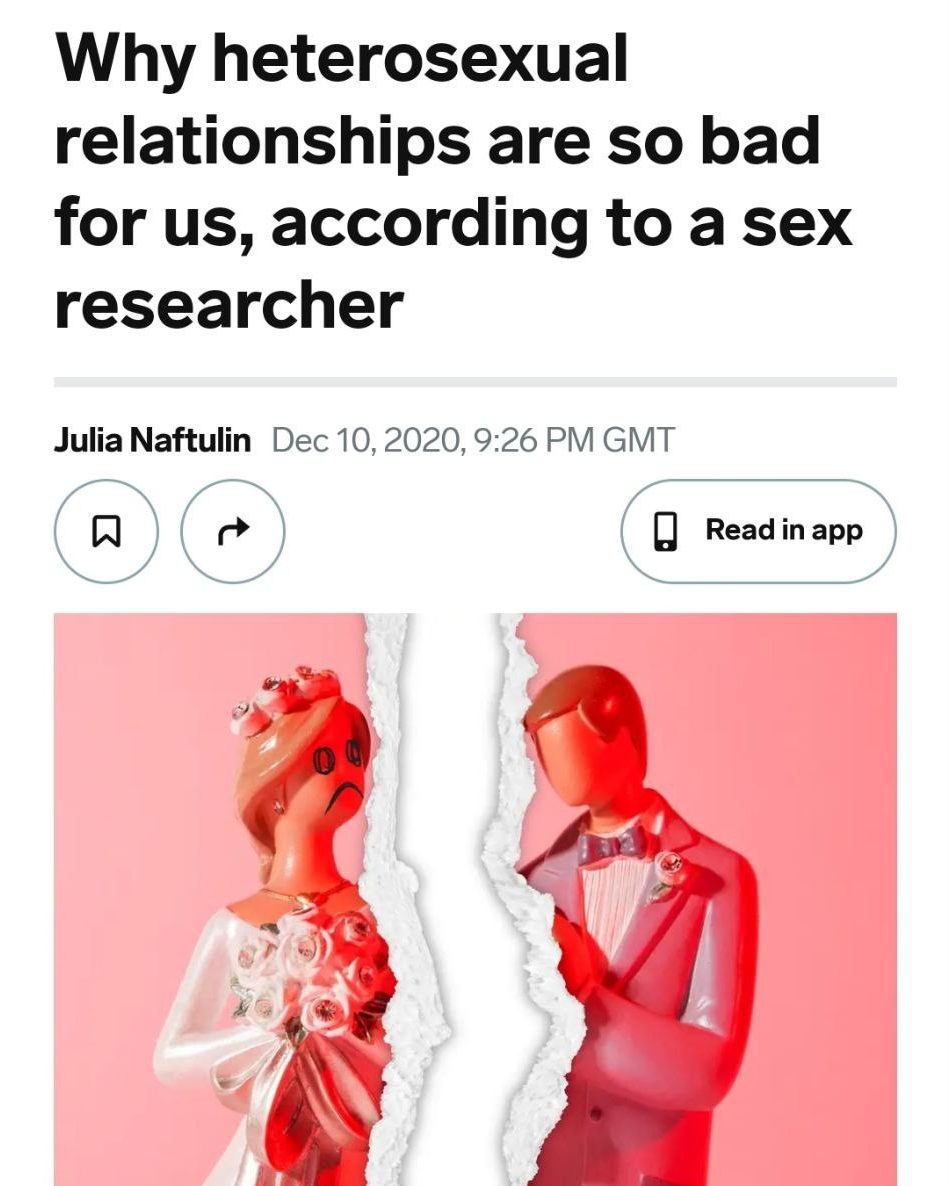 Why heterosexual
relationships are so bad
for us, according to a sex
researcher
Julia Naftulin Dec 10, 2020, 9:26 PM GMT
Read in app